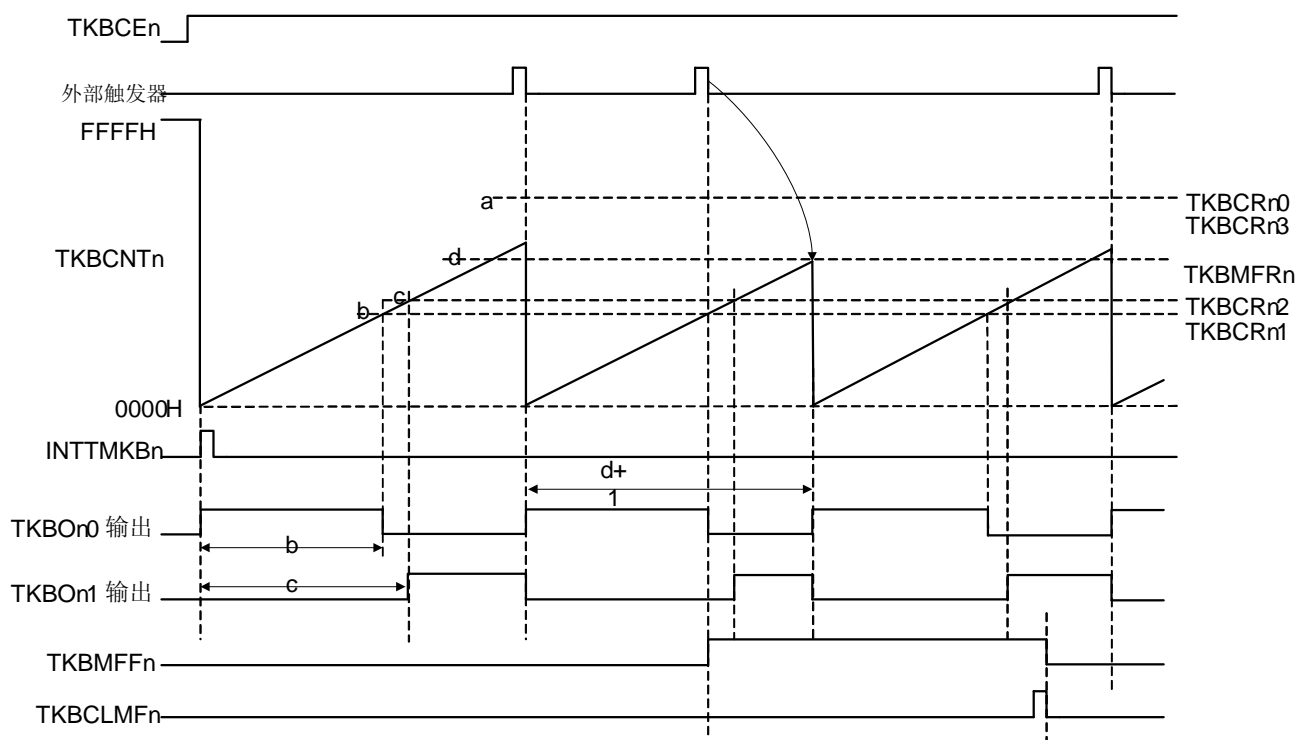 TKBCEn
外部触发器
FFFFH
a
TKBCRn0
TKBCRn3
TKBCNTn
d
TKBMFRn
c
b
TKBCRn2
TKBCRn1
0000H
INTTMKBn
d+
1
TKBOn0 输出
b
TKBOn1 输出
c
TKBMFFn
TKBCLMFn